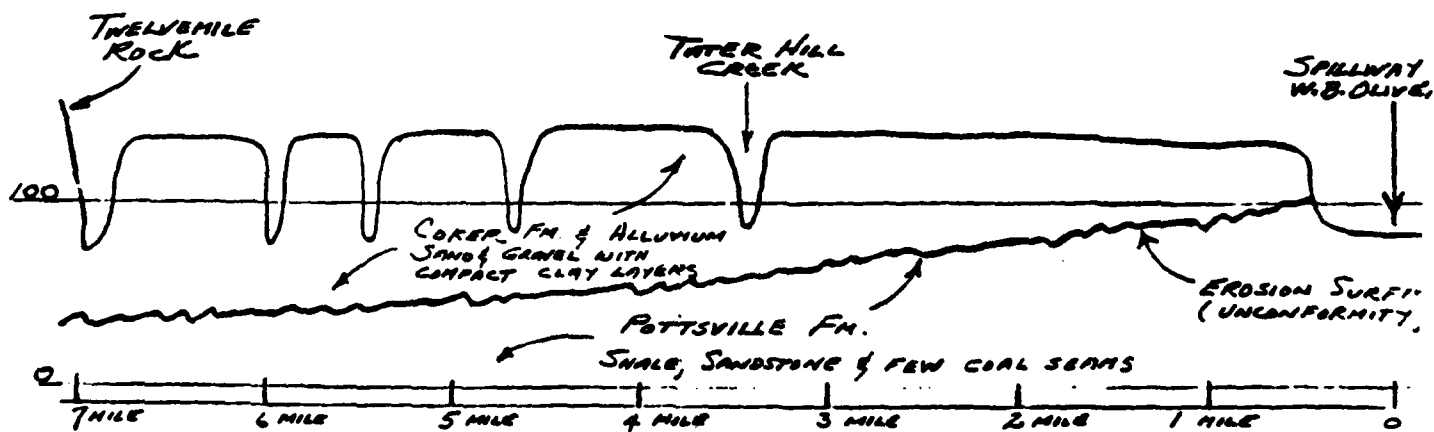 TWELVEMILE
ROCK
TATER HILL
CREEK
SPILLWAY
W.B. OLIVE,
100
COKER FM. & ALLUVIUM
SAND & GRAVEL WITH
COMPACT CLAY LAYERS
EROSION SURF
(UNCONFORMITY.
POTTSVILLE FM.
SHALE, SANDSTONE & FEW COAL SEAMS
0
7 MILE 6 MILE 5 MILE 4 MILE 3 MILE 2 MILE 1 MILE 0